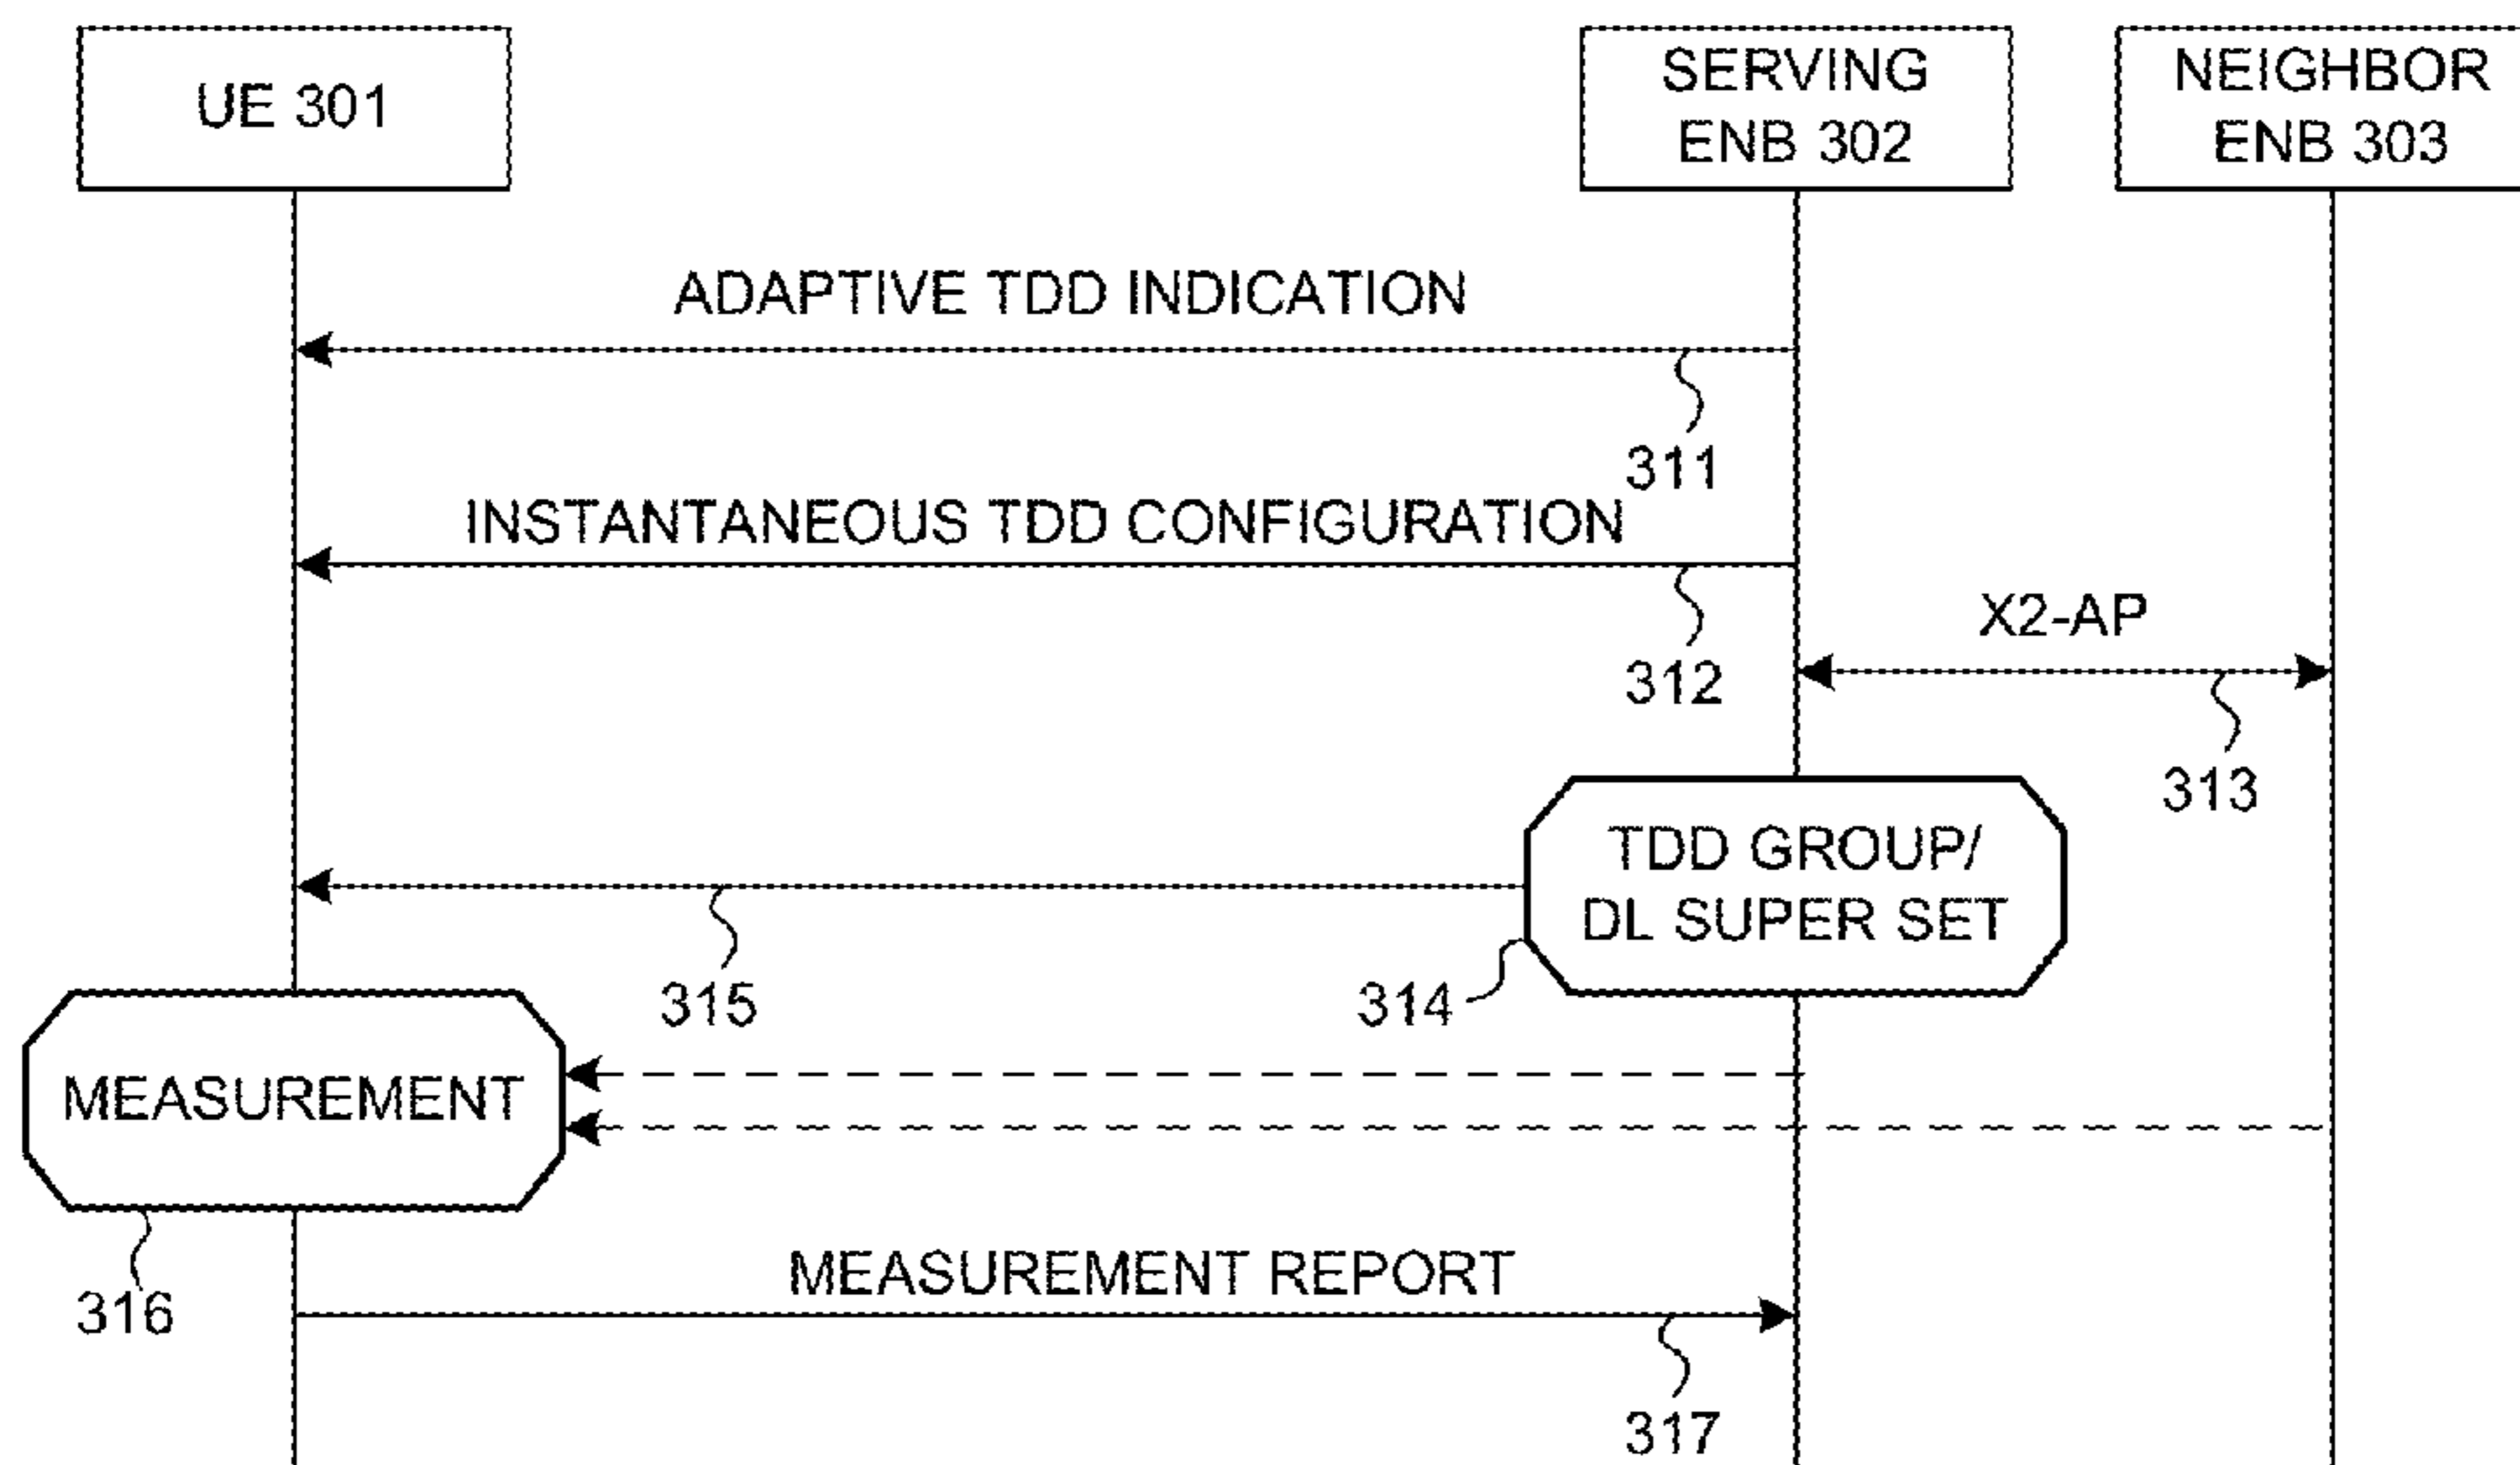 UE 301
SERVING
ENB 302
NEIGHBOR
ENB 303
ADAPTIVE TDD INDICATION
311
INSTANTANEOUS TDD CONFIGURATION
312
X2-AP
313
TDD GROUP/
DL SUPER SET
314
315
MEASUREMENT
316
MEASUREMENT REPORT
317